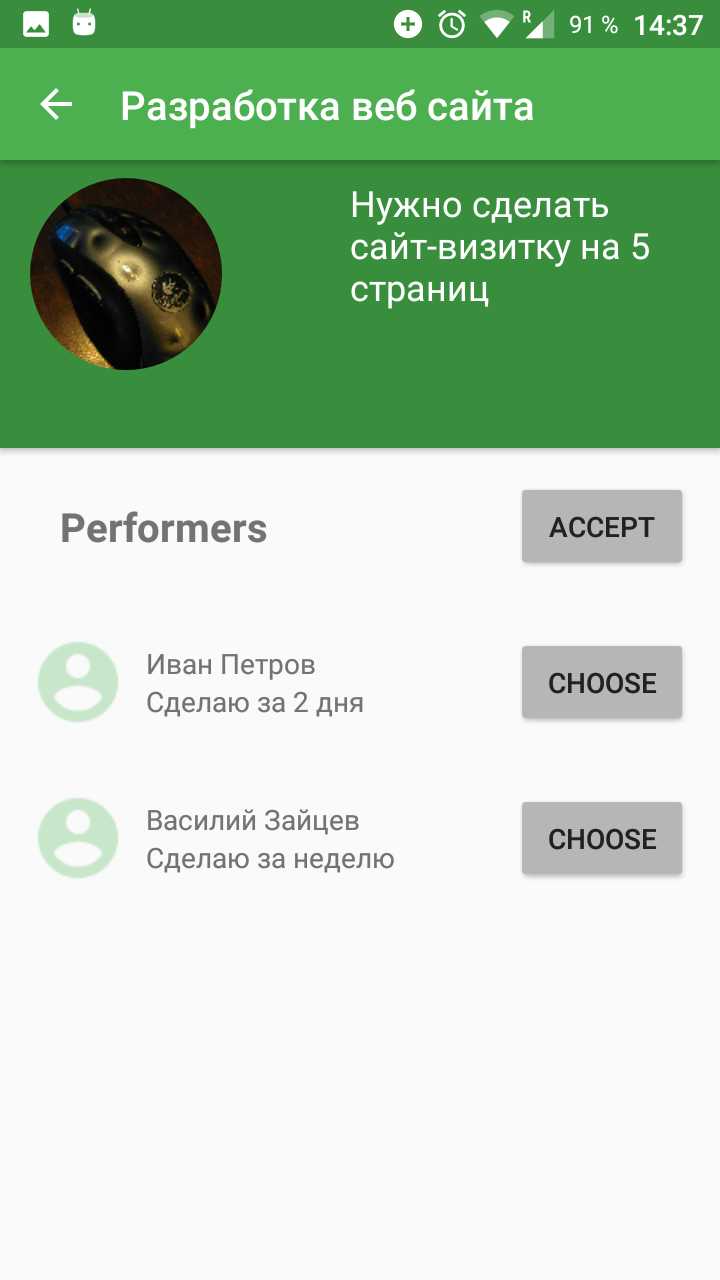 R 91 % 14:37
Разработка веб сайта
Нужно сделать
сайт-визитку на 5
страниц
Performers
ACCEPT
Иван Петров
Сделаю за 2 дня
CHOOSE
Василий Зайцев
Сделаю за неделю
CHOOSE